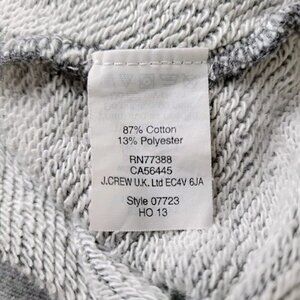 87% Cotton
13% Polyester
RN77388
CA56445
J.CREW U.K. Ltd EC4V 6JA
Style 07723
HO 13